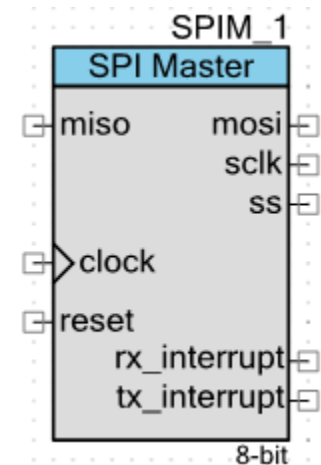 SPIM_1
SPI Master
miso mosi
sclk
ss
clock
reset
rx_interrupt
tx_interrupt
8-bit